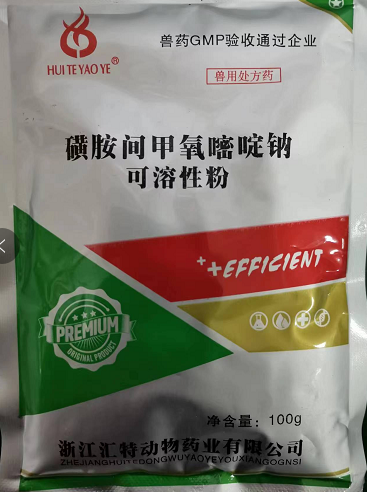 HUI TE YAO YE®
兽药GMP验收通过企业
兽用处方药
磺胺间甲氧嘧啶钠
可溶性粉
++EFFICIENT
PREMIUM
ORIGINAL PRODUCT
净含量：100g
浙江汇特动物药业有限公司
ZHEJIANGHUITEDONGWUYAOYEYOUXIANGONGNSI